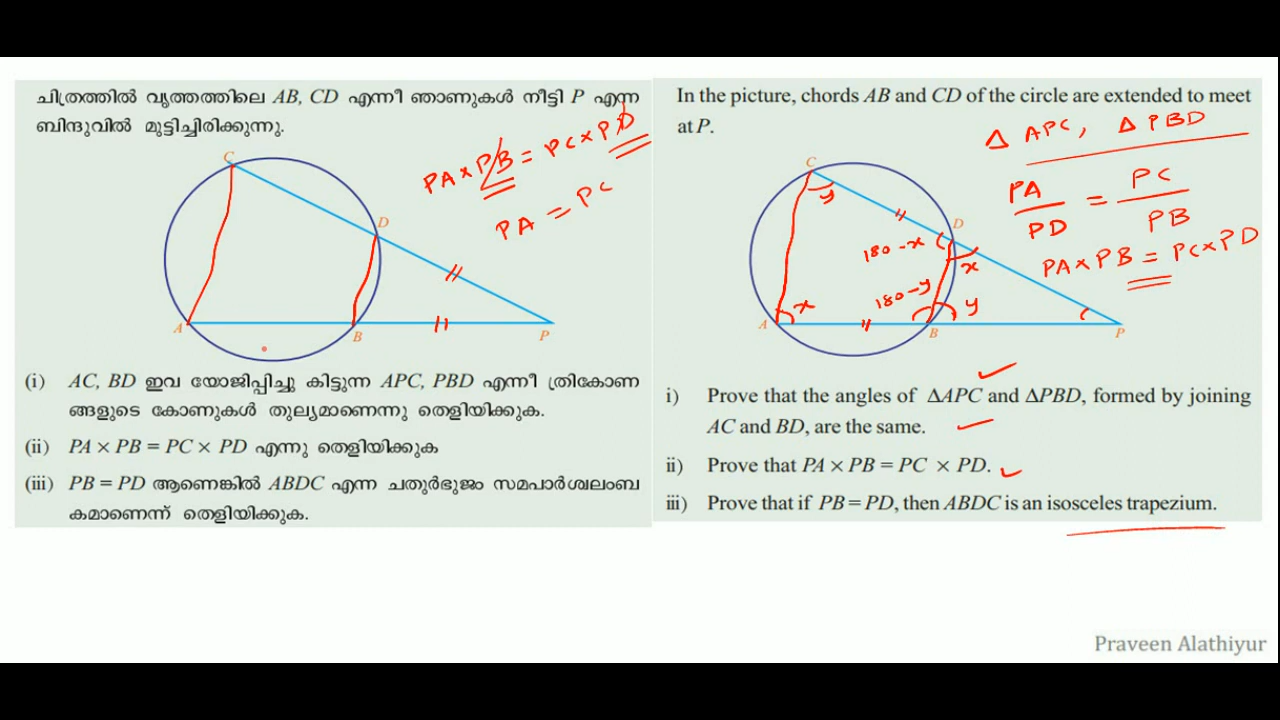 ചിത്രത്തിൽ വൃത്തത്തിലെ AB, CD എന്നീ ഞാണുകൾ നീട്ടി P എന്ന
ബിന്ദുവിൽ മുട്ടിച്ചിരിക്കുന്നു.
PA × PB = PC × PD
PA = PC
C
D
A
B
P
(i) AC, BD ഇവ യോജിപ്പിച്ചു കിട്ടുന്ന APC, PBD എന്നീ ത്രികോണ
ങ്ങളുടെ കോണുകൾ തുല്യമാണെന്നു തെളിയിക്കുക.
(ii) PA × PB = PC × PD എന്നു തെളിയിക്കുക
(iii) PB = PD ആണെങ്കിൽ ABDC എന്ന ചതുർഭുജം സമപാർശ്വലംബ
കമാണെന്ന് തെളിയിക്കുക.
In the picture, chords AB and CD of the circle are extended to meet
at P.
Δ APC, Δ PBD
PA/PD = PC/PB
PA × PB = PC × PD
C
y
D
180-x
x
180-y
y
x
A
B
P
i) Prove that the angles of ΔAPC and ΔPBD, formed by joining
AC and BD, are the same.
ii) Prove that PA × PB = PC × PD.
iii) Prove that if PB = PD, then ABDC is an isosceles trapezium.
Praveen Alathiyur